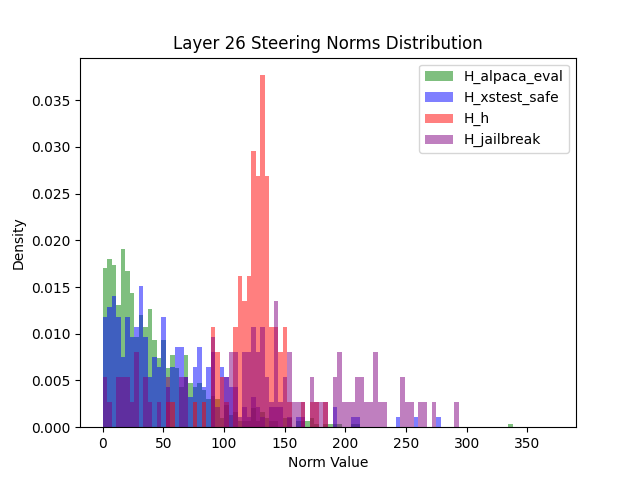 Layer 26 Steering Norms Distribution
H_alpaca_eval
H_xstest_safe
H_h
H_jailbreak
0.035
0.030
0.025
0.020
0.015
0.010
0.005
0.000
Density
0 50 100 150 200 250 300 350
Norm Value